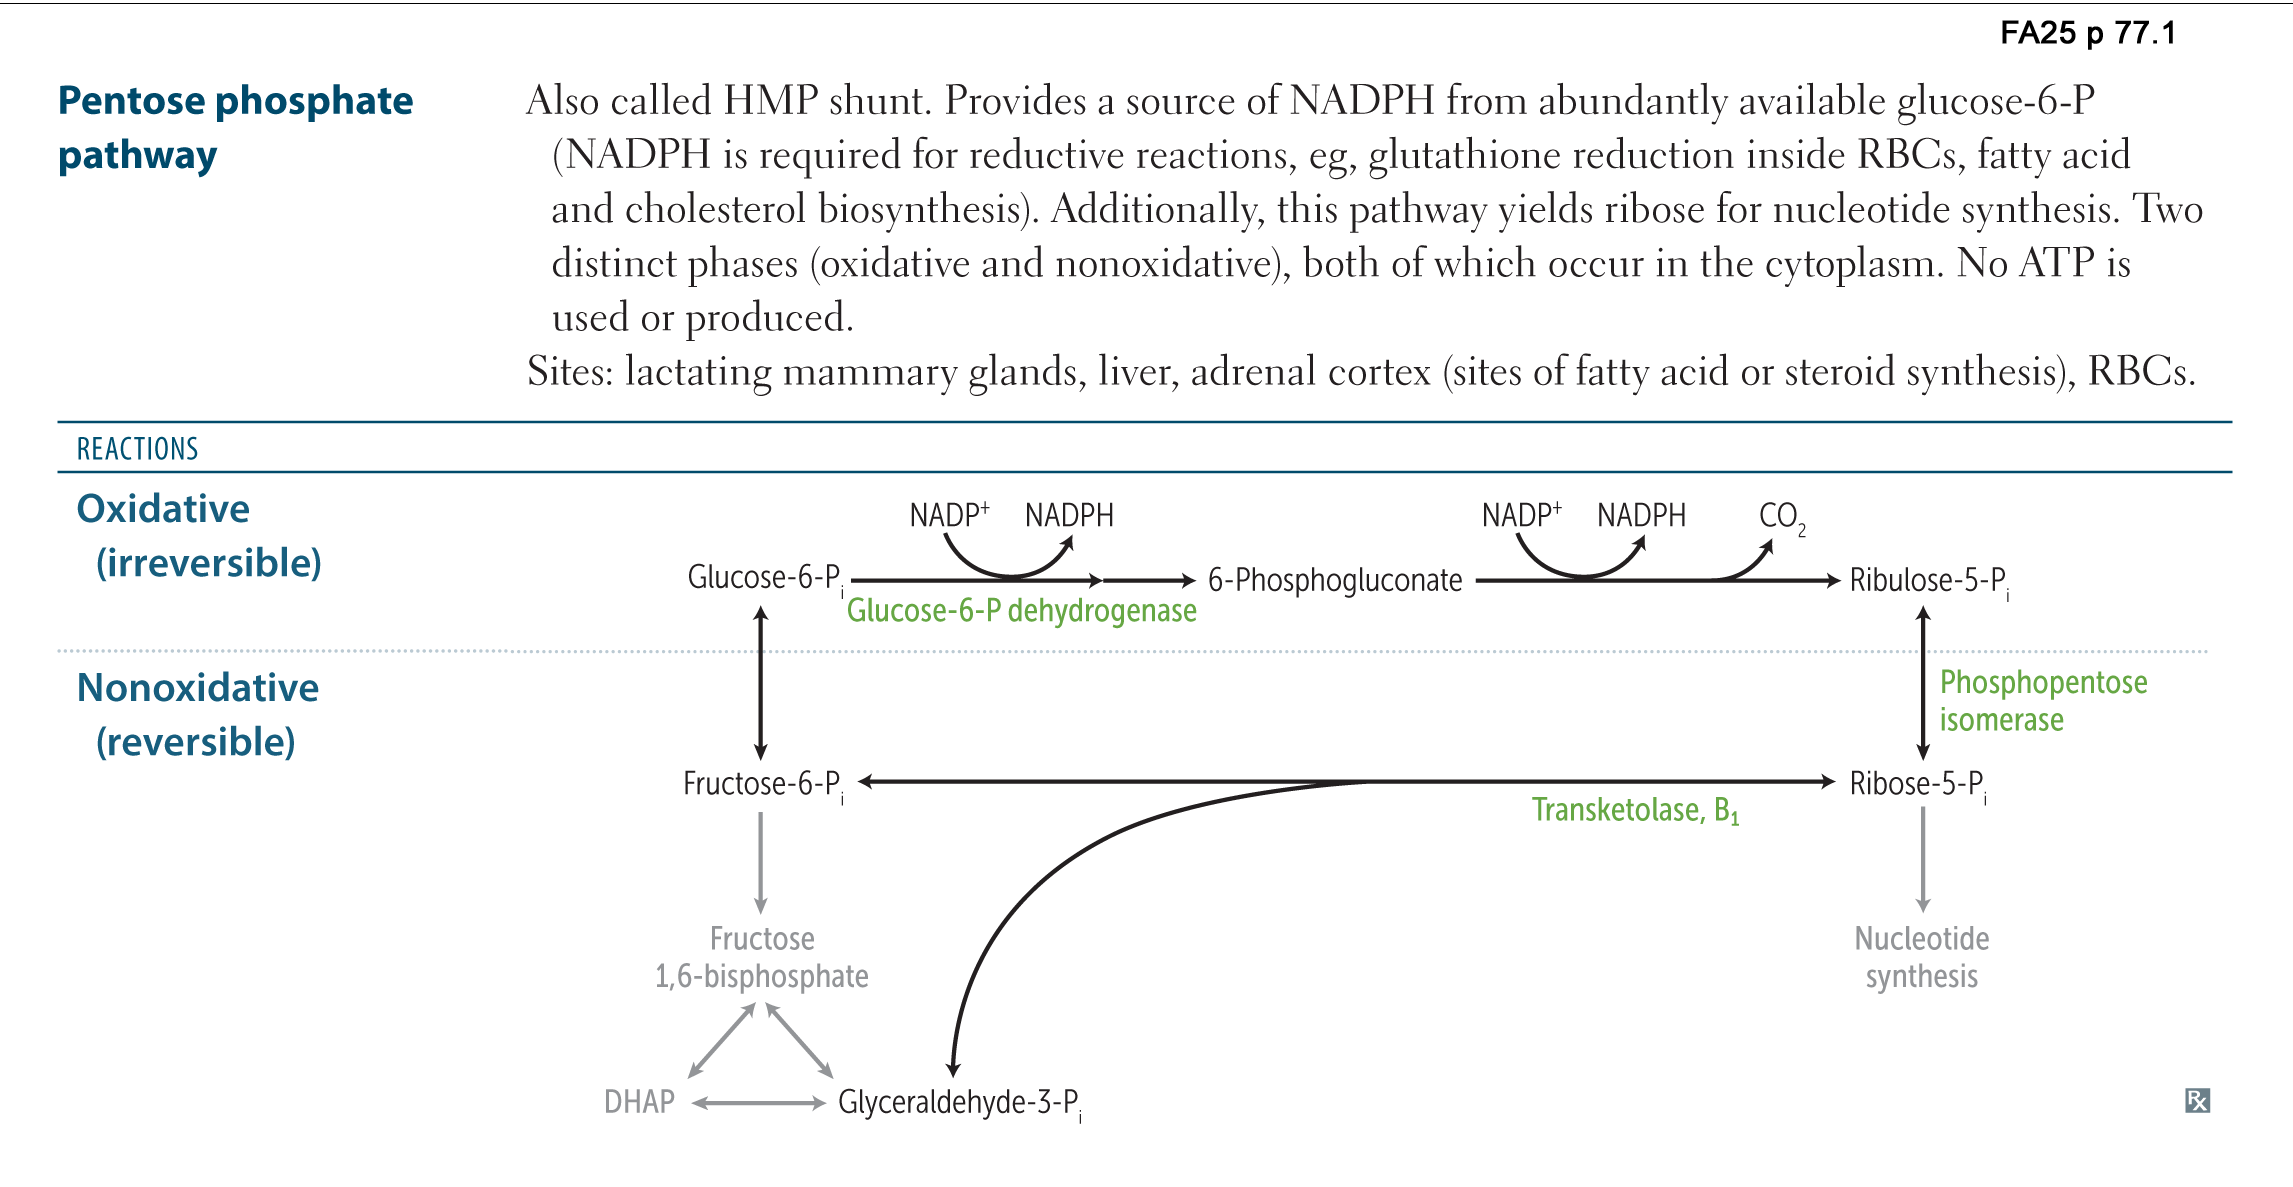 FA25 p 77.1
Pentose phosphate
pathway
Also called HMP shunt. Provides a source of NADPH from abundantly available glucose-6-P
(NADPH is required for reductive reactions, eg, glutathione reduction inside RBCs, fatty acid
and cholesterol biosynthesis). Additionally, this pathway yields ribose for nucleotide synthesis. Two
distinct phases (oxidative and nonoxidative), both of which occur in the cytoplasm. No ATP is
used or produced.
Sites: lactating mammary glands, liver, adrenal cortex (sites of fatty acid or steroid synthesis), RBCs.
REACTIONS
Oxidative
(irreversible)
NADP⁺ NADPH NADP⁺ NADPH CO₂
Glucose-6-Pᵢ 6-Phosphogluconate Ribulose-5-Pᵢ
Glucose-6-P dehydrogenase
Nonoxidative
(reversible)
Phosphopentose
isomerase
Fructose-6-Pᵢ Ribose-5-Pᵢ
Transketolase, B₁
Fructose
1,6-bisphosphate
Nucleotide
synthesis
DHAP Glyceraldehyde-3-Pᵢ
Rx